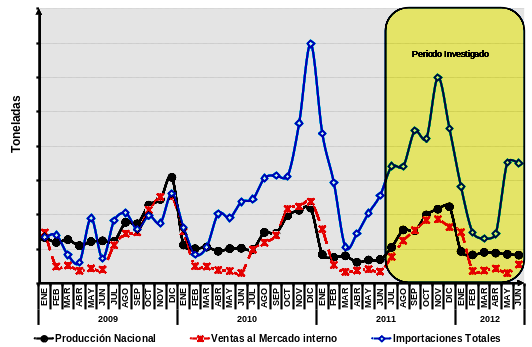 Periodo Investigado
Toneladas
ENE FEB MAR ABR MAY JUN JUL AGO SEP OCT NOV DIC ENE FEB MAR ABR MAY JUN JUL AGO SEP OCT NOV DIC ENE FEB MAR ABR MAY JUN JUL AGO SEP OCT NOV DIC ENE FEB MAR ABR MAY JUN
2009 2010 2011 2012
Producción Nacional Ventas al Mercado interno Importaciones Totales